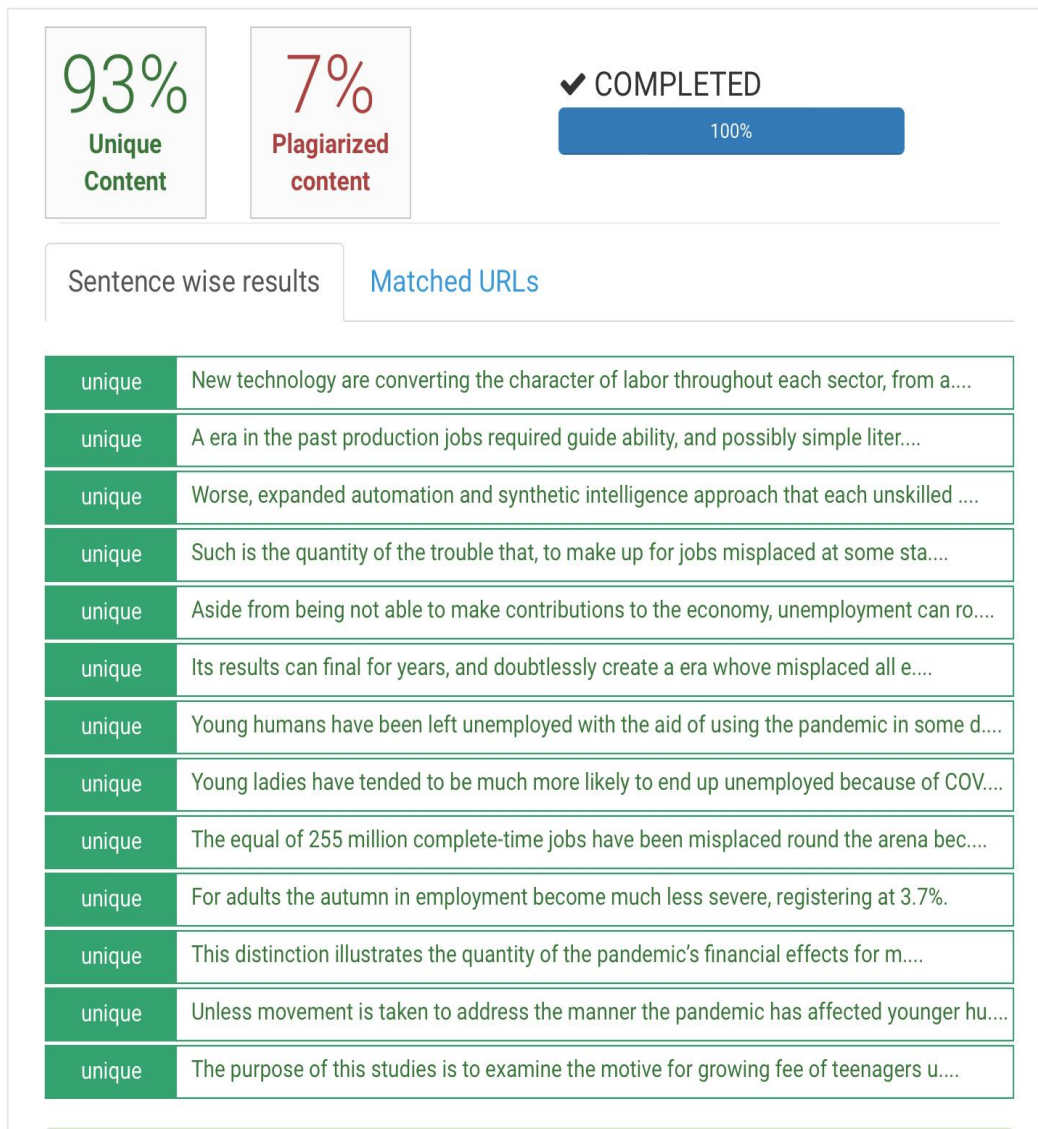 93%
Unique
Content
7%
Plagiarized
content
✔ COMPLETED
100%
Sentence wise results
Matched URLs
unique New technology are converting the character of labor throughout each sector, from a....
unique A era in the past production jobs required guide ability, and possibly simple liter....
unique Worse, expanded automation and synthetic intelligence approach that each unskilled ....
unique Such is the quantity of the trouble that, to make up for jobs misplaced at some sta....
unique Aside from being not able to make contributions to the economy, unemployment can ro....
unique Its results can final for years, and doubtlessly create a era whove misplaced all e....
unique Young humans have been left unemployed with the aid of using the pandemic in some d....
unique Young ladies have tended to be much more likely to end up unemployed because of COV....
unique The equal of 255 million complete-time jobs have been misplaced round the arena bec....
unique For adults the autumn in employment become much less severe, registering at 3.7%.
unique This distinction illustrates the quantity of the pandemic’s financial effects for m....
unique Unless movement is taken to address the manner the pandemic has affected younger hu....
unique The purpose of this studies is to examine the motive for growing fee of teenagers u....